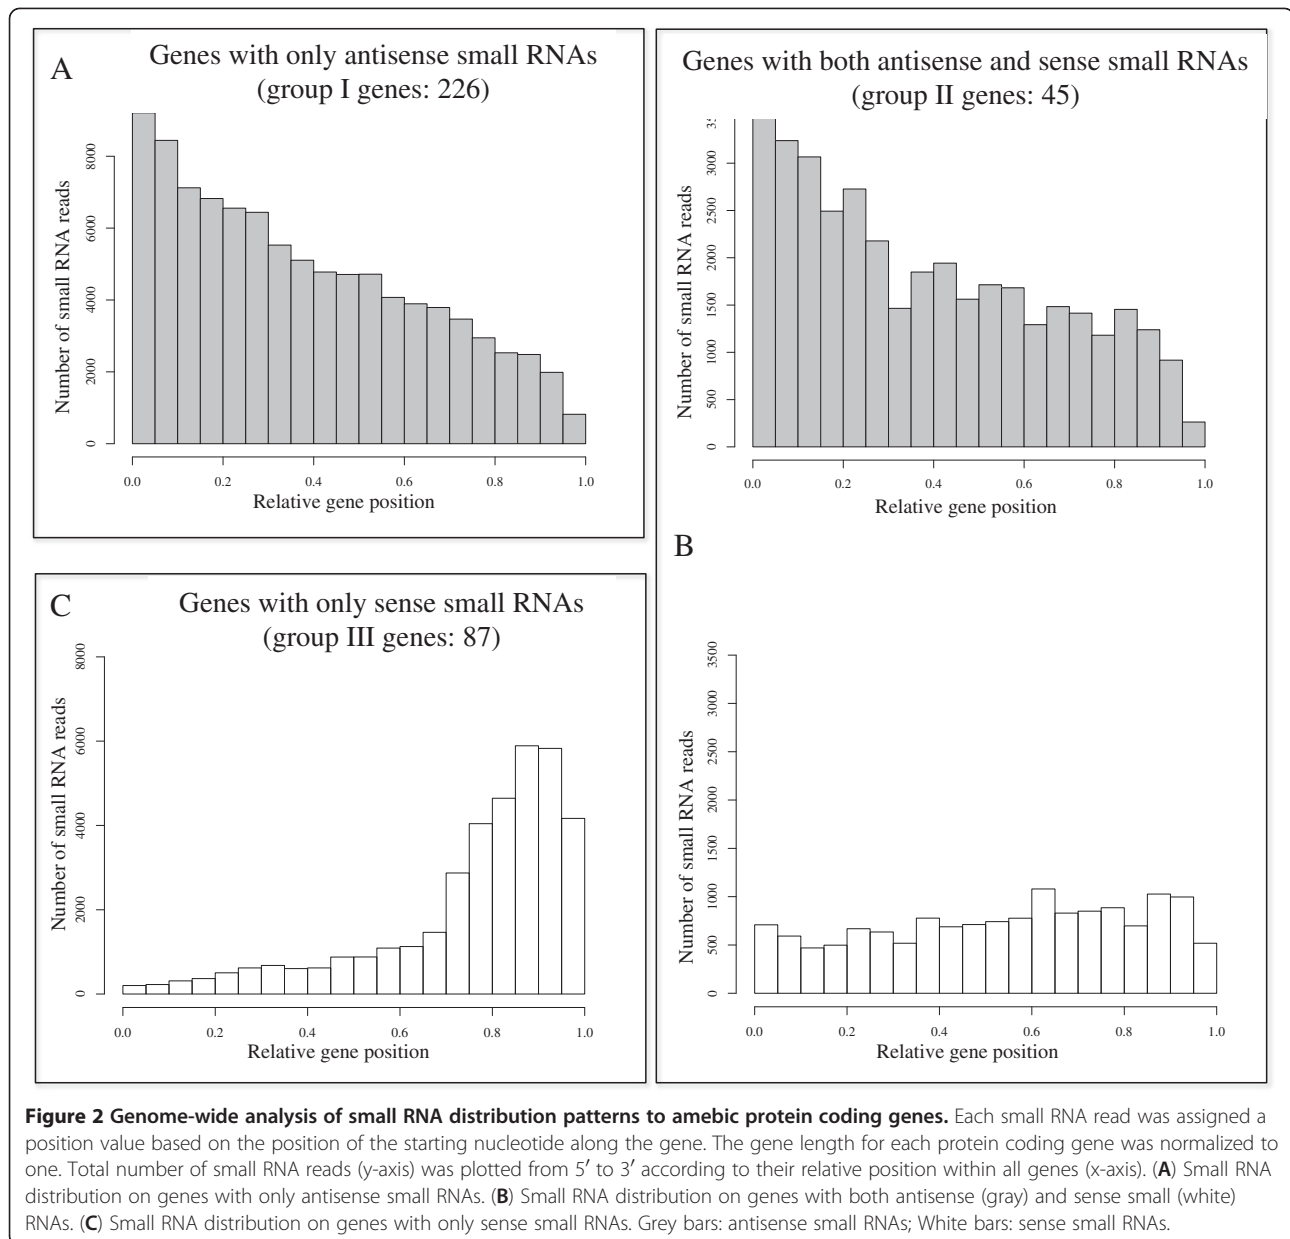 A
Genes with only antisense small RNAs
(group I genes: 226)
Number of small RNA reads
8000
6000
4000
2000
0
0.0 0.2 0.4 0.6 0.8 1.0
Relative gene position
Genes with both antisense and sense small RNAs
(group II genes: 45)
Number of small RNA reads
3000
2500
2000
1500
1000
500
0
0.0 0.2 0.4 0.6 0.8 1.0
Relative gene position
B
Number of small RNA reads
3500
3000
2500
2000
1500
1000
500
0
0.0 0.2 0.4 0.6 0.8 1.0
Relative gene position
C
Genes with only sense small RNAs
(group III genes: 87)
Number of small RNA reads
8000
6000
4000
2000
0
0.0 0.2 0.4 0.6 0.8 1.0
Relative gene position
Figure 2 Genome-wide analysis of small RNA distribution patterns to amebic protein coding genes. Each small RNA read was assigned a
position value based on the position of the starting nucleotide along the gene. The gene length for each protein coding gene was normalized to
one. Total number of small RNA reads (y-axis) was plotted from 5′ to 3′ according to their relative position within all genes (x-axis). (A) Small RNA
distribution on genes with only antisense small RNAs. (B) Small RNA distribution on genes with both antisense (gray) and sense small (white)
RNAs. (C) Small RNA distribution on genes with only sense small RNAs. Grey bars: antisense small RNAs; White bars: sense small RNAs.